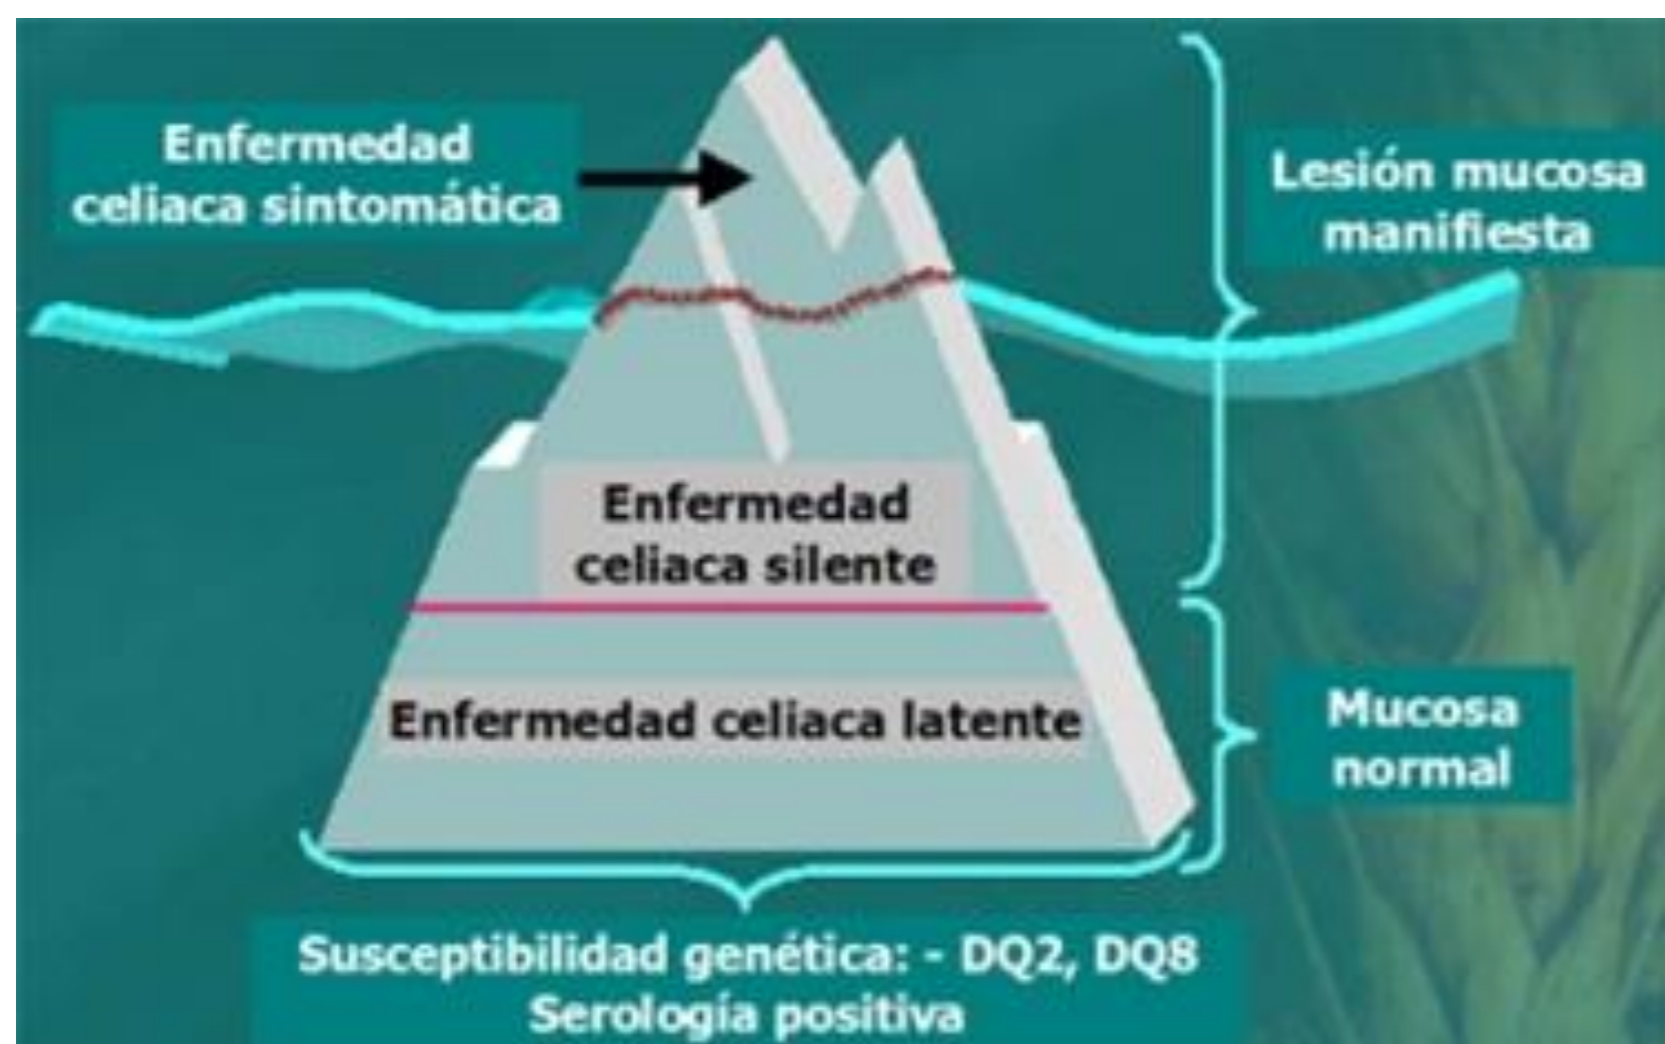 Enfermedad
celiaca sintomática
Lesión mucosa
manifiesta
Enfermedad
celiaca silente
Enfermedad celiaca latente
Mucosa
normal
Susceptibilidad genética: - DQ2, DQ8
Serología positiva